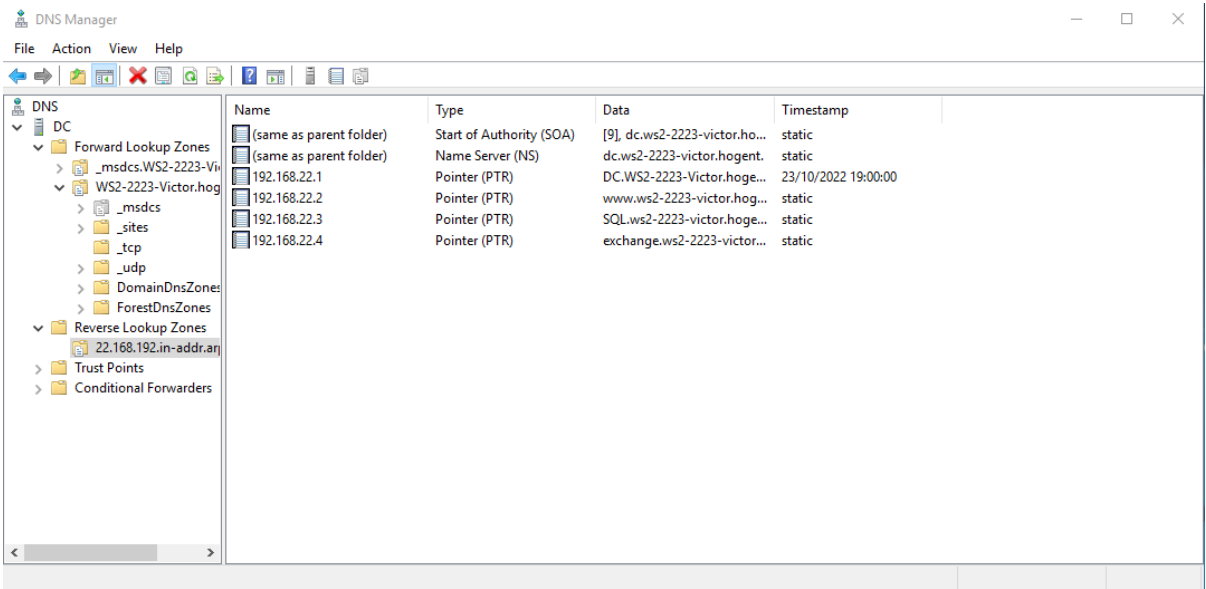 DNS Manager
File Action View Help
DNS
DC
Forward Lookup Zones
_msdcs.WS2-2223-Vi
WS2-2223-Victor.hog
_msdcs
_sites
_tcp
_udp
DomainDnsZones
ForestDnsZones
Reverse Lookup Zones
22.168.192.in-addr.arp
Trust Points
Conditional Forwarders
Name Type Data Timestamp
(same as parent folder) Start of Authority (SOA) [9], dc.ws2-2223-victor.ho... static
(same as parent folder) Name Server (NS) dc.ws2-2223-victor.hogent. static
192.168.22.1 Pointer (PTR) DC.WS2-2223-Victor.hoge... 23/10/2022 19:00:00
192.168.22.2 Pointer (PTR) www.ws2-2223-victor.hog... static
192.168.22.3 Pointer (PTR) SQL.ws2-2223-victor.hoge... static
192.168.22.4 Pointer (PTR) exchange.ws2-2223-victor... static